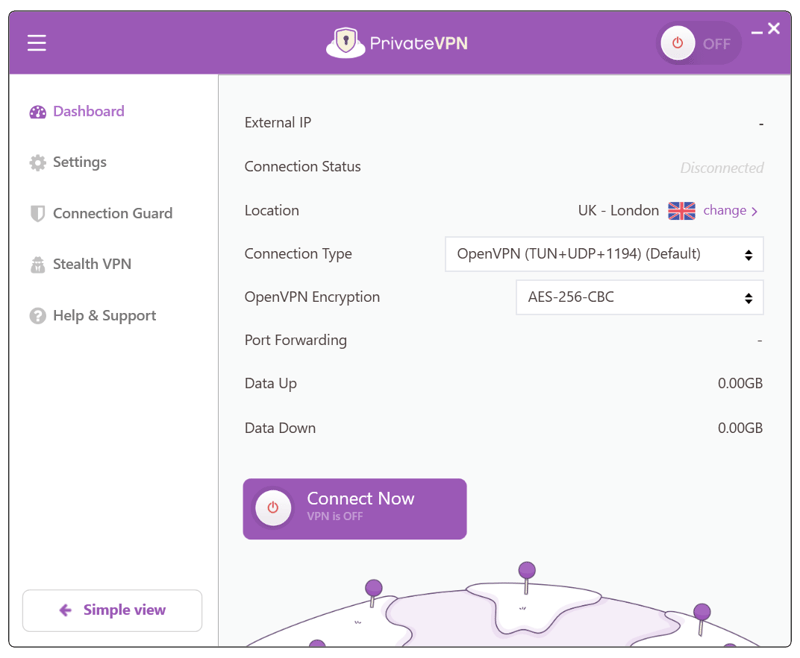 PrivateVPN
OFF
Dashboard
Settings
Connection Guard
Stealth VPN
Help & Support
Simple view
External IP -
Connection Status Disconnected
Location UK - London change >
Connection Type OpenVPN (TUN+UDP+1194) (Default)
OpenVPN Encryption AES-256-CBC
Port Forwarding -
Data Up 0.00GB
Data Down 0.00GB
Connect Now
VPN is OFF